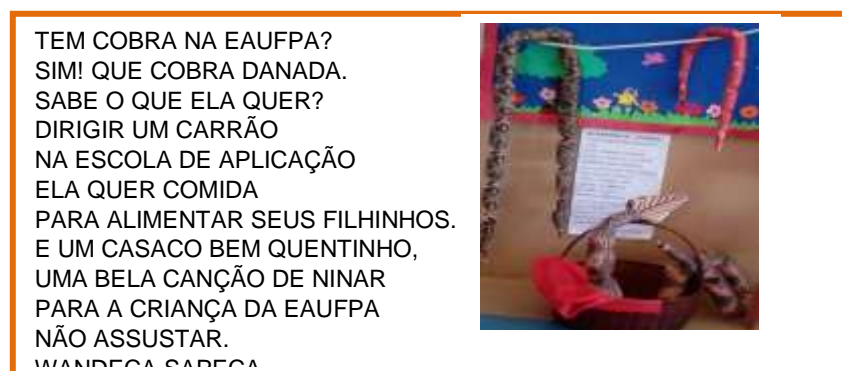 TEM COBRA NA EAUFPA?
SIM! QUE COBRA DANADA.
SABE O QUE ELA QUER?
DIRIGIR UM CARRÃO
NA ESCOLA DE APLICAÇÃO
ELA QUER COMIDA
PARA ALIMENTAR SEUS FILHINHOS.
E UM CASACO BEM QUENTINHO,
UMA BELA CANÇÃO DE NINAR
PARA A CRIANÇA DA EAUFPA
NÃO ASSUSTAR.
WANDECA SAPECA